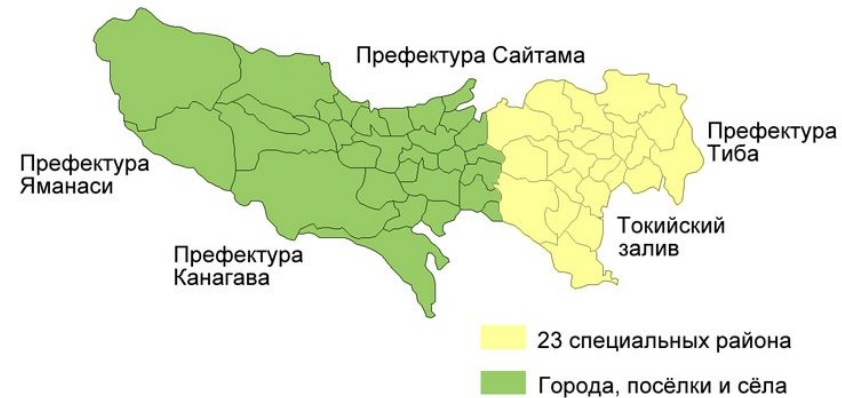 Префектура Сайтама
Префектура
Тиба
Префектура
Яманаси
Токийский
залив
Префектура
Канагава
23 специальных района
Города, посёлки и сёла